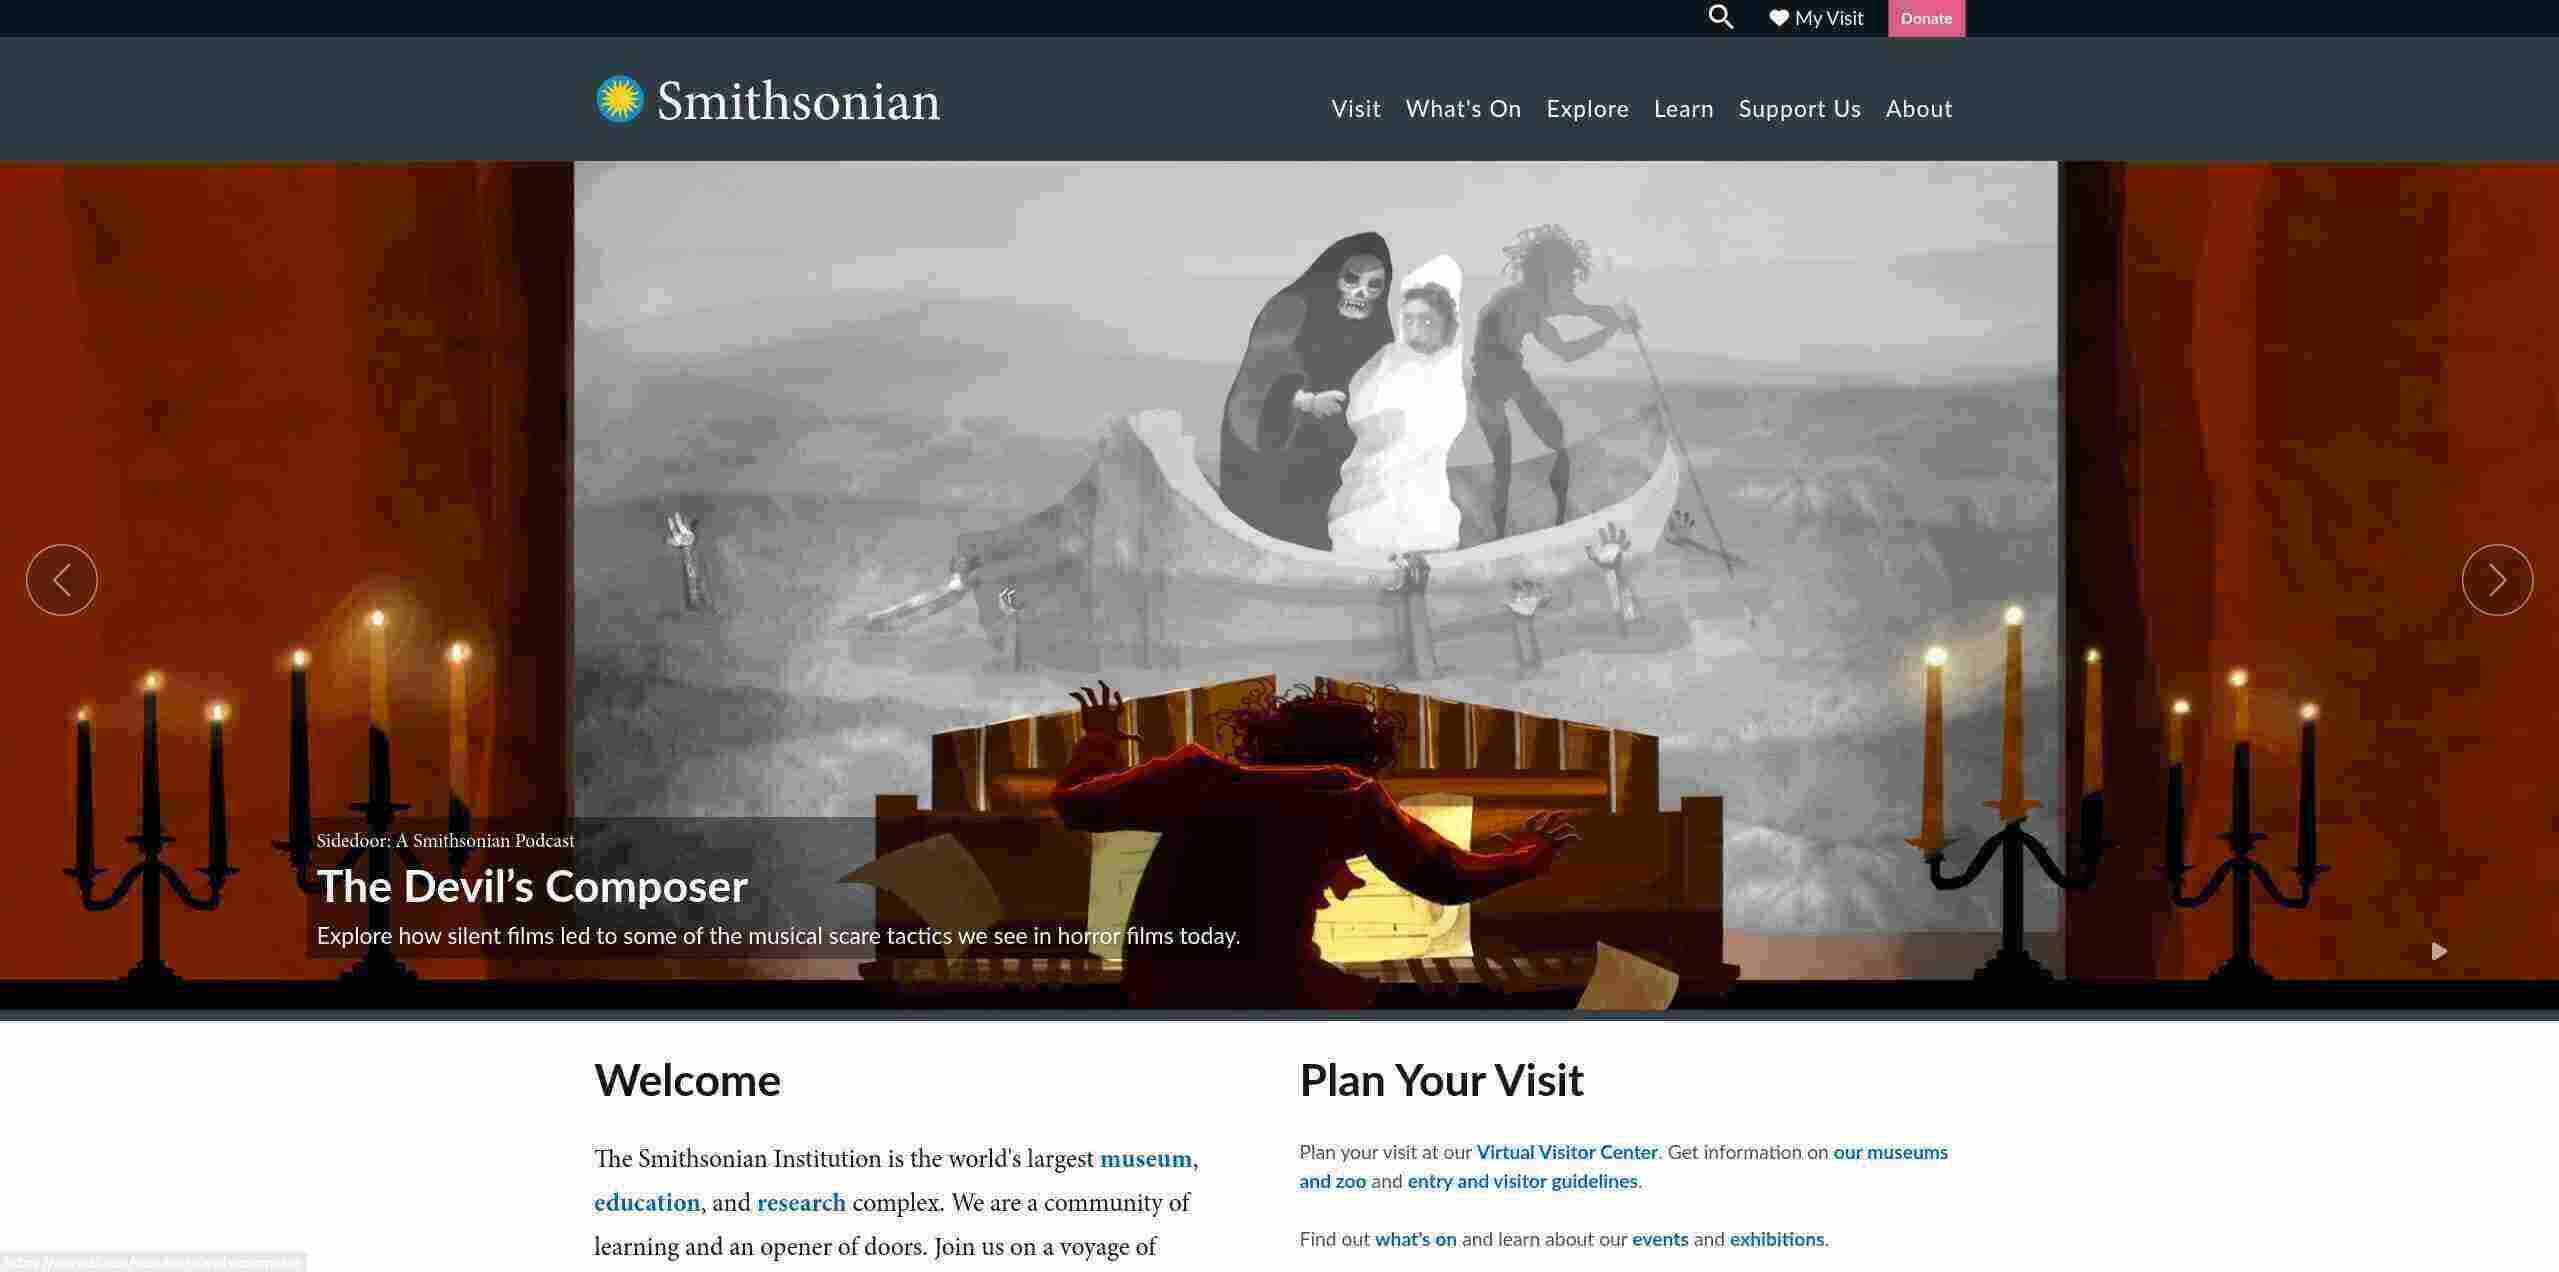 My Visit
Donate
Smithsonian
Visit What's On Explore Learn Support Us About
Sidedoor: A Smithsonian Podcast
The Devil’s Composer
Explore how silent films led to some of the musical scare tactics we see in horror films today.
Welcome
The Smithsonian Institution is the world's largest museum,
education, and research complex. We are a community of
learning and an opener of doors. Join us on a voyage of
Plan Your Visit
Plan your visit at our Virtual Visitor Center. Get information on our museums
and zoo and entry and visitor guidelines.
Find out what's on and learn about our events and exhibitions.